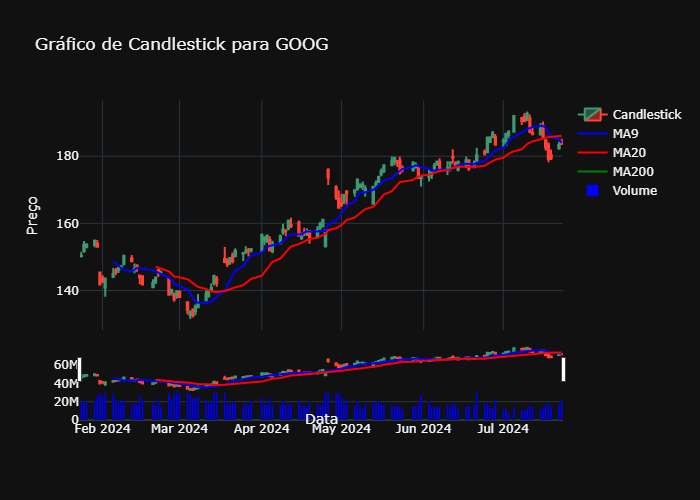 Gráfico de Candlestick para GOOG
Candlestick
MA9
MA20
MA200
Volume
Preço
180
160
140
60M
40M
20M
0
Data
Feb 2024
Mar 2024
Apr 2024
May 2024
Jun 2024
Jul 2024